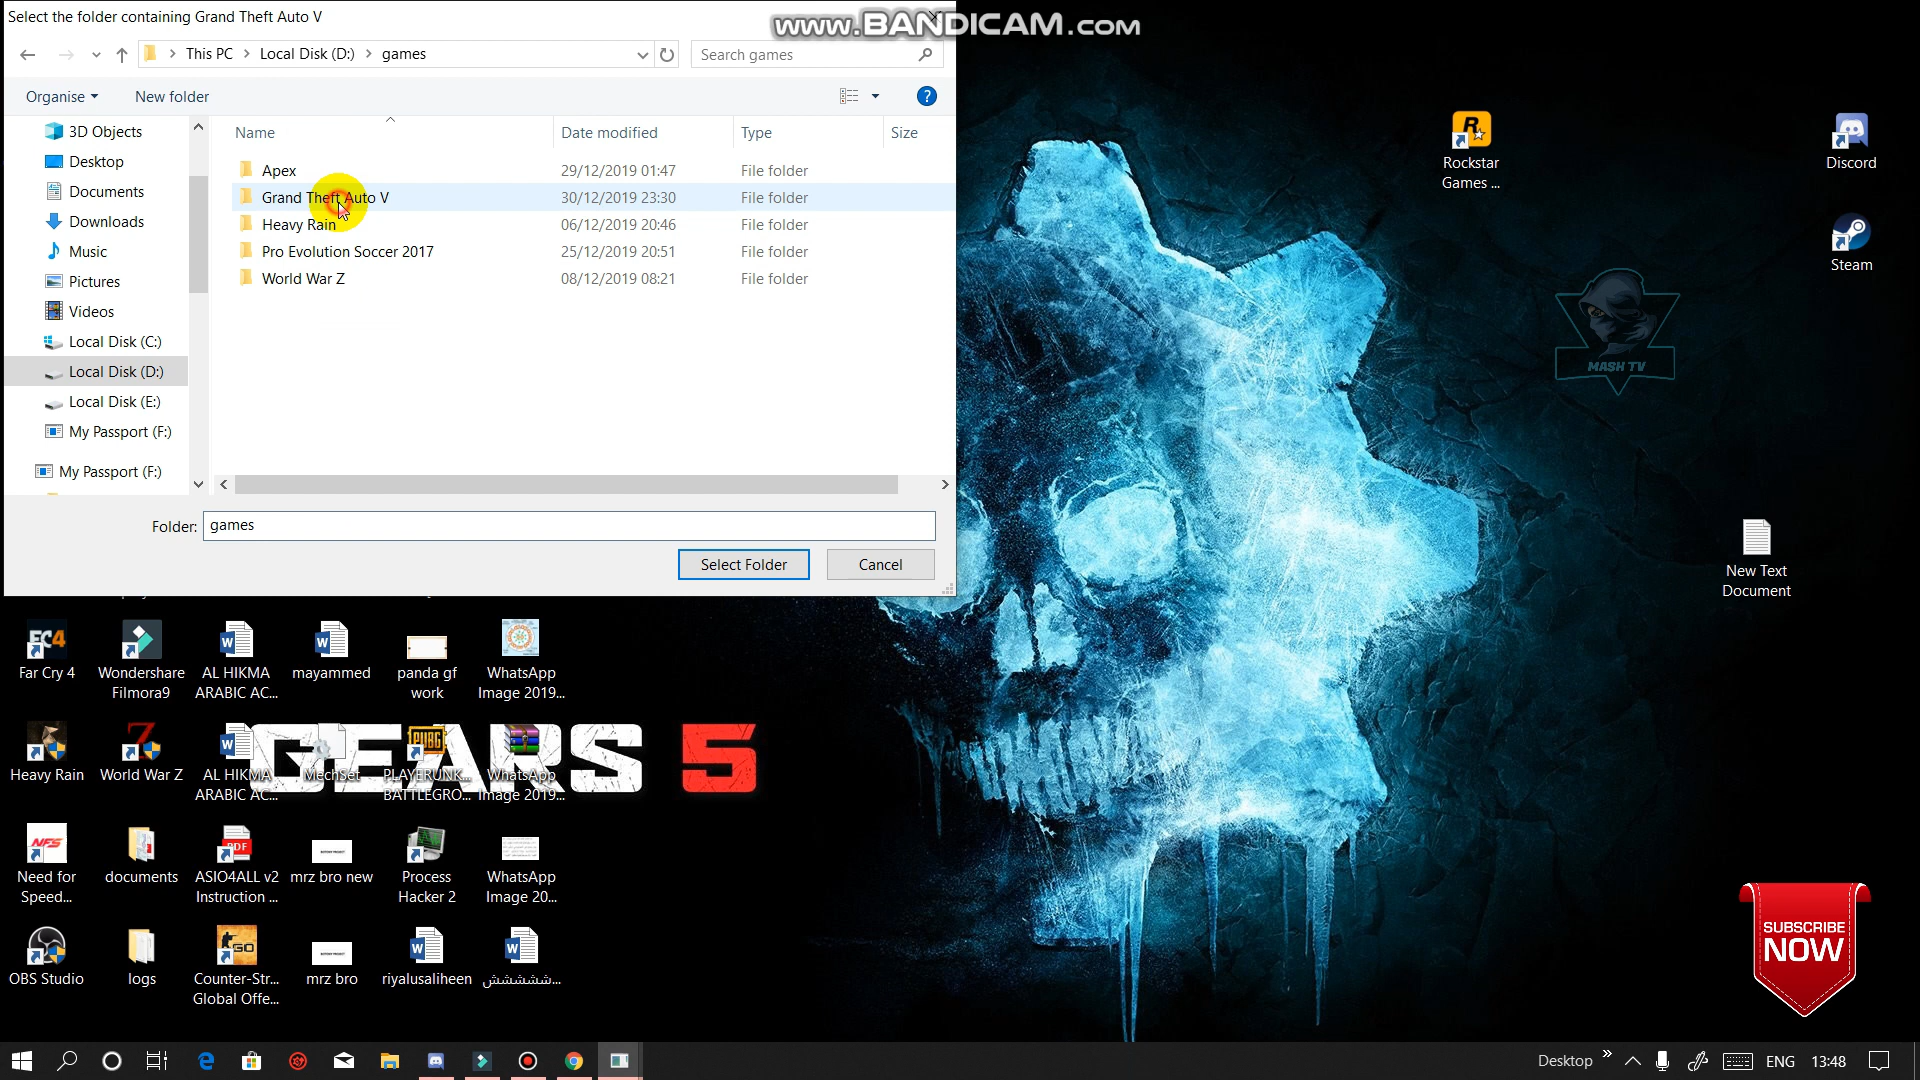 Select the folder containing Grand Theft Auto V
www.BANDICAM.com
This PC > Local Disk (D:) > games
Search games
Organise
New folder
?
Name
Date modified
Type
Size
3D Objects
Desktop
Documents
Downloads
Music
Pictures
Videos
Local Disk (C:)
Local Disk (D:)
Local Disk (E:)
My Passport (F:)
My Passport (F:)
Apex 29/12/2019 01:47 File folder
Grand Theft Auto V 30/12/2019 23:30 File folder
Heavy Rain 06/12/2019 20:46 File folder
Pro Evolution Soccer 2017 25/12/2019 20:51 File folder
World War Z 08/12/2019 08:21 File folder
Folder: games
Select Folder
Cancel
Rockstar
Games ...
Discord
Steam
MASH TV
New Text
Document
Far Cry 4
Wondershare
Filmora9
AL HIKMA
ARABIC AC...
mayammed
panda gf
work
WhatsApp
Image 2019...
GEARS 5
Heavy Rain
World War Z
AL HIKMA
ARABIC AC...
MechSet
PLAYERUNK...
BATTLEGRO...
WhatsApp
Image 2019...
Need for
Speed...
documents
ASIO4ALL v2
Instruction ...
mrz bro new
Process
Hacker 2
WhatsApp
Image 20...
OBS Studio
logs
Counter-Str...
Global Offe...
mrz bro
riyalusaliheen
شششششش...
SUBSCRIBE
NOW
Desktop
ENG
13:48